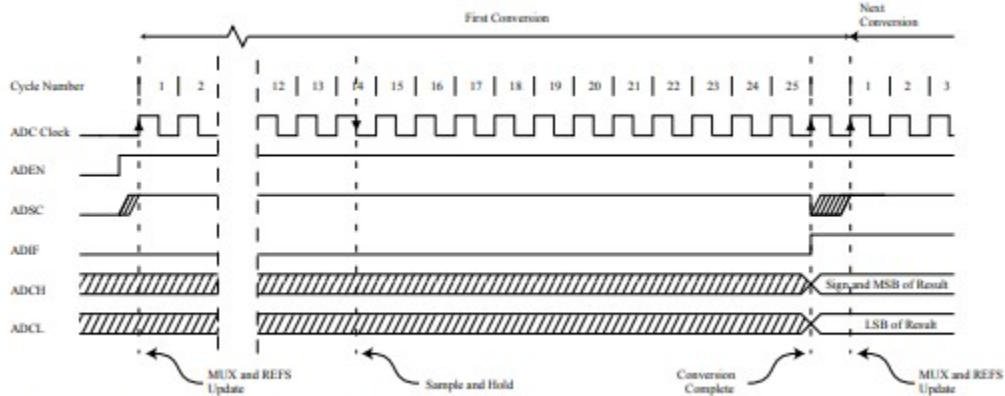 First Conversion
Next
Conversion
Cycle Number 1 2 12 13 14 15 16 17 18 19 20 21 22 23 24 25 1 2 3
ADC Clock
ADEN
ADSC
ADIF
ADCH Sign and MSB of Result
ADCL LSB of Result
MUX and REFS
Update
Sample and Hold
Conversion
Complete
MUX and REFS
Update